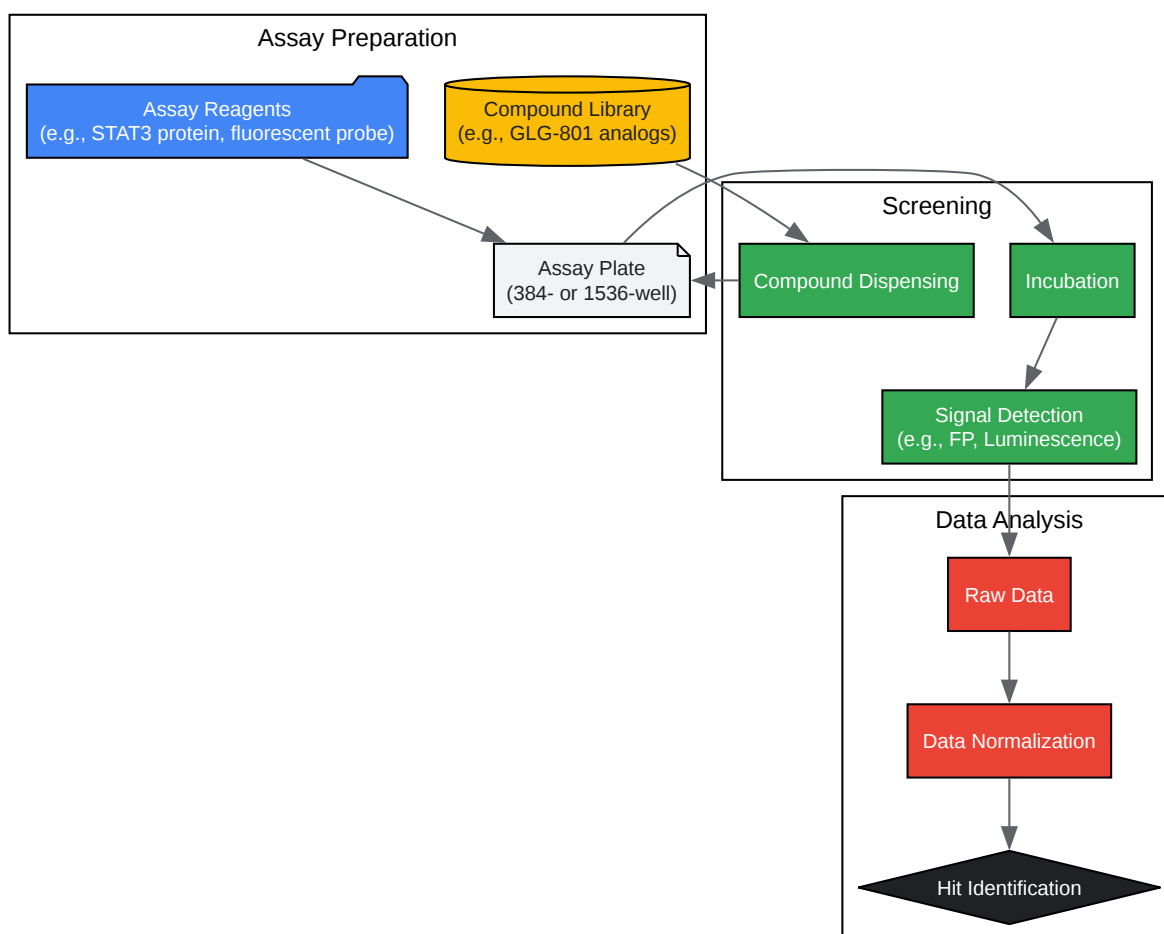 Assay Preparation
Assay Reagents
(e.g., STAT3 protein, fluorescent probe)
Compound Library
(e.g., GLG-801 analogs)
Assay Plate
(384- or 1536-well)
Screening
Compound Dispensing
Incubation
Signal Detection
(e.g., FP, Luminescence)
Data Analysis
Raw Data
Data Normalization
Hit Identification